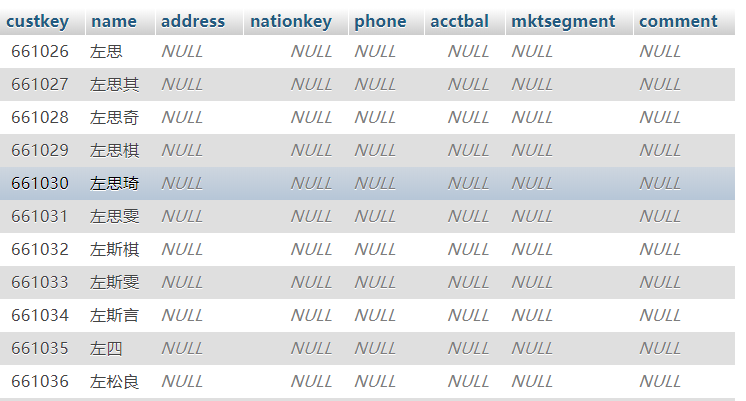 custkey name address nationkey phone acctbal mktsegment comment
661026 左思 NULL NULL NULL NULL NULL NULL
661027 左思其 NULL NULL NULL NULL NULL NULL
661028 左思奇 NULL NULL NULL NULL NULL NULL
661029 左思棋 NULL NULL NULL NULL NULL NULL
661030 左思琦 NULL NULL NULL NULL NULL NULL
661031 左思雯 NULL NULL NULL NULL NULL NULL
661032 左斯棋 NULL NULL NULL NULL NULL NULL
661033 左斯雯 NULL NULL NULL NULL NULL NULL
661034 左斯言 NULL NULL NULL NULL NULL NULL
661035 左四 NULL NULL NULL NULL NULL NULL
661036 左松良 NULL NULL NULL NULL NULL NULL